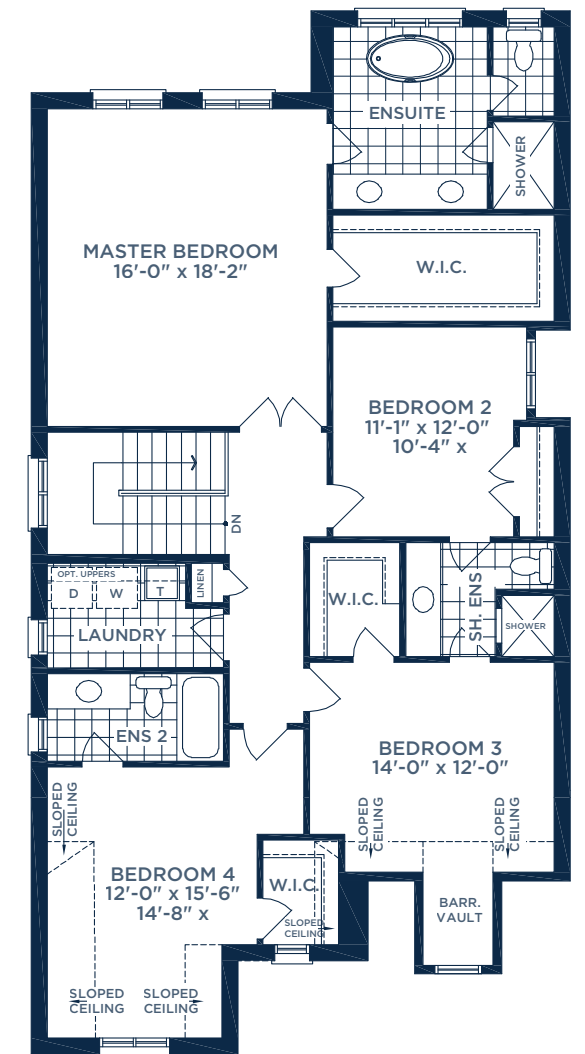 ENSUITE
SHOWER
MASTER BEDROOM
16'-0" x 18'-2"
W.I.C.
BEDROOM 2
11'-1" x 12'-0"
10'-4" x
DN
OPT. UPPERS
D
W
T
LINEN
LAUNDRY
W.I.C.
SH. ENS
SHOWER
ENS 2
BEDROOM 3
14'-0" x 12'-0"
SLOPED
CEILING
SLOPED
CEILING
SLOPED
CEILING
BEDROOM 4
12'-0" x 15'-6"
14'-8" x
W.I.C.
SLOPED
CEILING
BARR.
VAULT
SLOPED
CEILING
SLOPED
CEILING